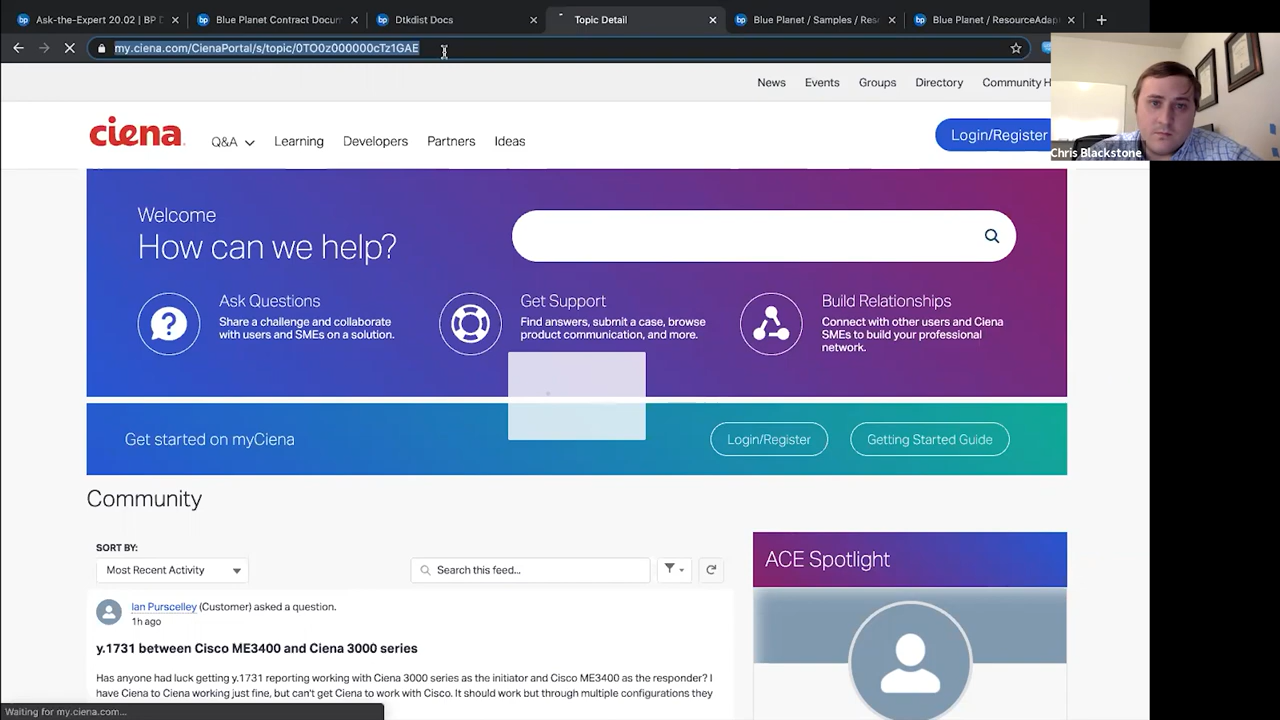 Ask-the-Expert 20.02 | BP D
Blue Planet Contract Docum
Dtkdist Docs
Topic Detail
Blue Planet / Samples / Res
Blue Planet / ResourceAdap
my.ciena.com/CienaPortal/s/topic/0TO0z000000cTz1GAE
News
Events
Groups
Directory
Community H
ciena
Q&A
Learning
Developers
Partners
Ideas
Login/Register
Chris Blackstone
Welcome
How can we help?
Ask Questions
Share a challenge and collaborate
with users and SMEs on a solution.
Get Support
Find answers, submit a case, browse
product communication, and more.
Build Relationships
Connect with other users and Ciena
SMEs to build your professional
network.
Get started on myCiena
Login/Register
Getting Started Guide
Community
SORT BY:
Most Recent Activity
Search this feed...
ACE Spotlight
Ian Purscelley (Customer) asked a question.
1h ago
y.1731 between Cisco ME3400 and Ciena 3000 series
Has anyone had luck getting y.1731 reporting working with Ciena 3000 series as the initiator and Cisco ME3400 as the responder? I
have Ciena to Ciena working just fine, but can't get Ciena to work with Cisco. It should work but through multiple configurations they
Waiting for my.ciena.com...